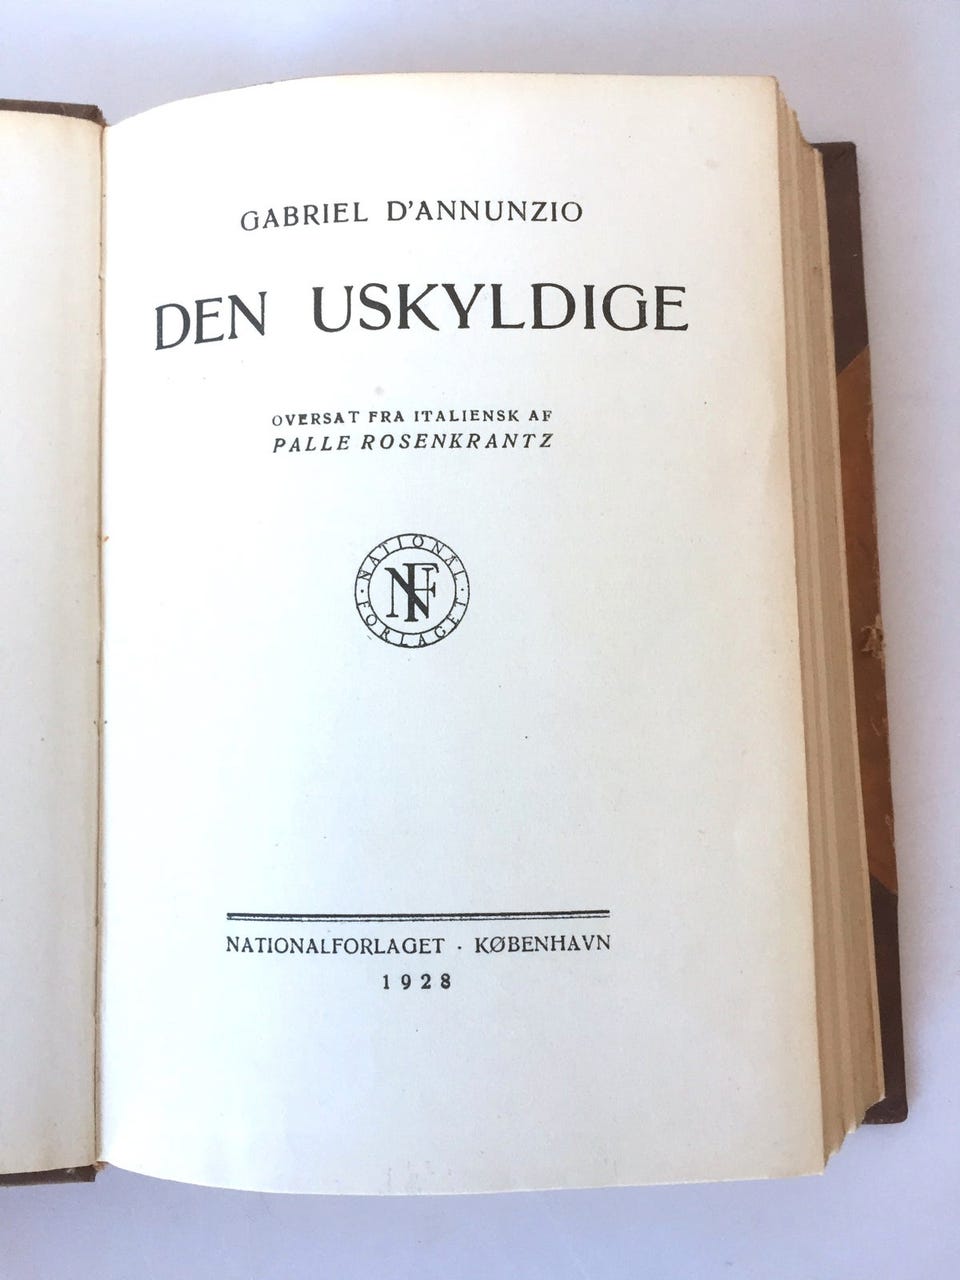 GABRIEL D'ANNUNZIO
DEN USKYLDIGE
OVERSAT FRA ITALIENSK AF
PALLE ROSENKRANTZ
· NATIONAL ·
FORLAGET
NF
NATIONALFORLAGET · KØBENHAVN
1928